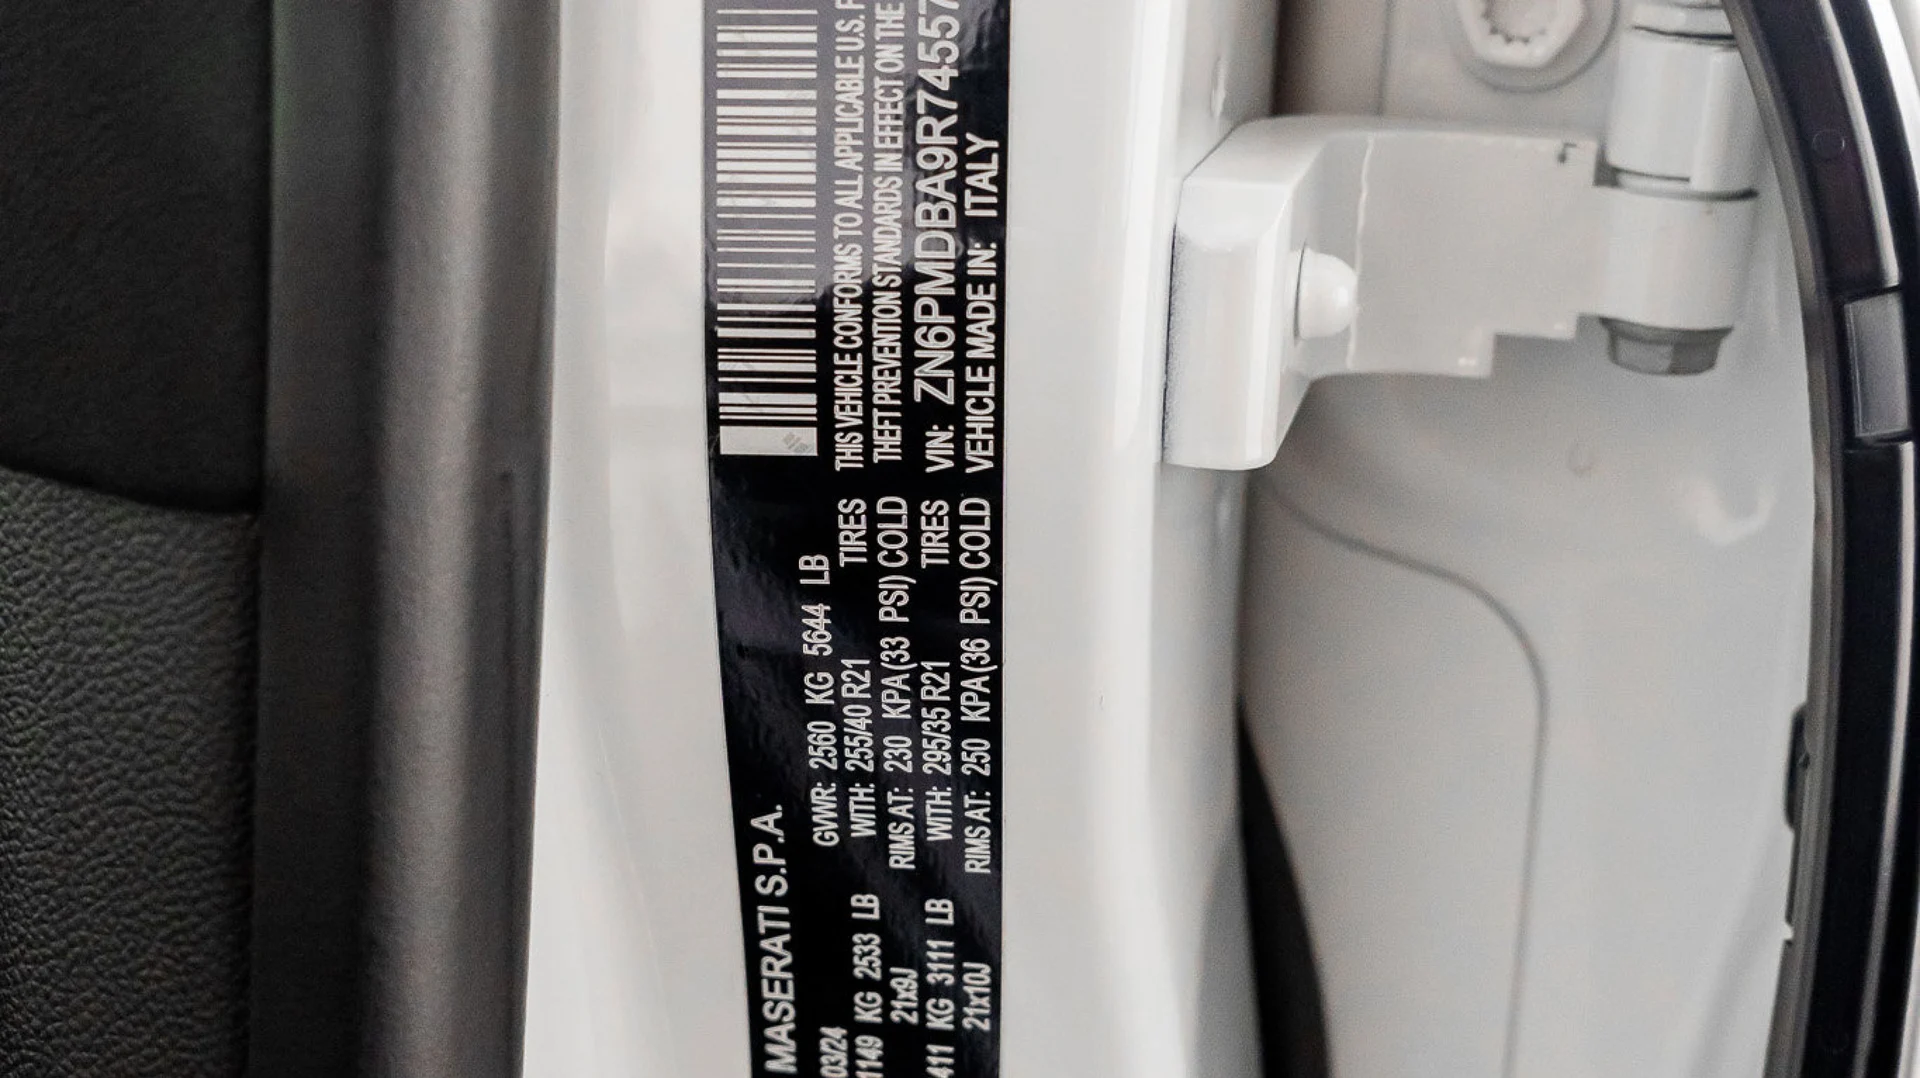 MASERATI S.P.A.
03/24 GVWR: 2560 KG 5644 LB
1149 KG 2533 LB WITH: 255/40 R21 TIRES
21x9J RIMS AT: 230 KPA (33 PSI) COLD
411 KG 3111 LB WITH: 295/35 R21 TIRES
21x10J RIMS AT: 250 KPA (36 PSI) COLD
THIS VEHICLE CONFORMS TO ALL APPLICABLE U.S. F
THEFT PREVENTION STANDARDS IN EFFECT ON THE
VIN: ZN6PMDBA9R74557
VEHICLE MADE IN: ITALY